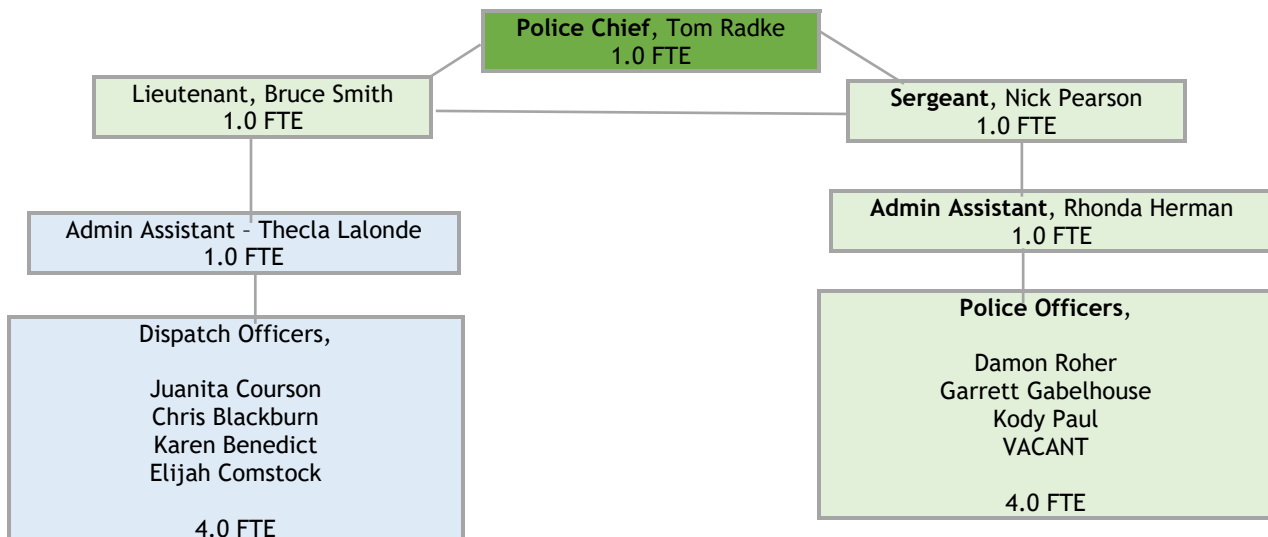 Police Chief, Tom Radke
1.0 FTE
Lieutenant, Bruce Smith
1.0 FTE
Sergeant, Nick Pearson
1.0 FTE
Admin Assistant – Thecla Lalonde
1.0 FTE
Admin Assistant, Rhonda Herman
1.0 FTE
Dispatch Officers,
Juanita Courson
Chris Blackburn
Karen Benedict
Elijah Comstock
4.0 FTE
Police Officers,
Damon Roher
Garrett Gabelhouse
Kody Paul
VACANT
4.0 FTE